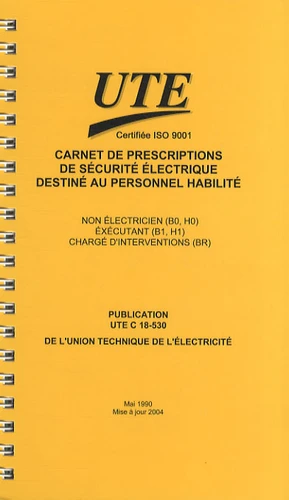 UTE
Certifiée ISO 9001
CARNET DE PRESCRIPTIONS
DE SÉCURITÉ ÉLECTRIQUE
DESTINÉ AU PERSONNEL HABILITÉ
NON ÉLECTRICIEN (B0, H0)
ÉXÉCUTANT (B1, H1)
CHARGÉ D'INTERVENTIONS (BR)
PUBLICATION
UTE C 18-530
DE L'UNION TECHNIQUE DE L'ÉLECTRICITÉ
Mai 1990
Mise à jour 2004